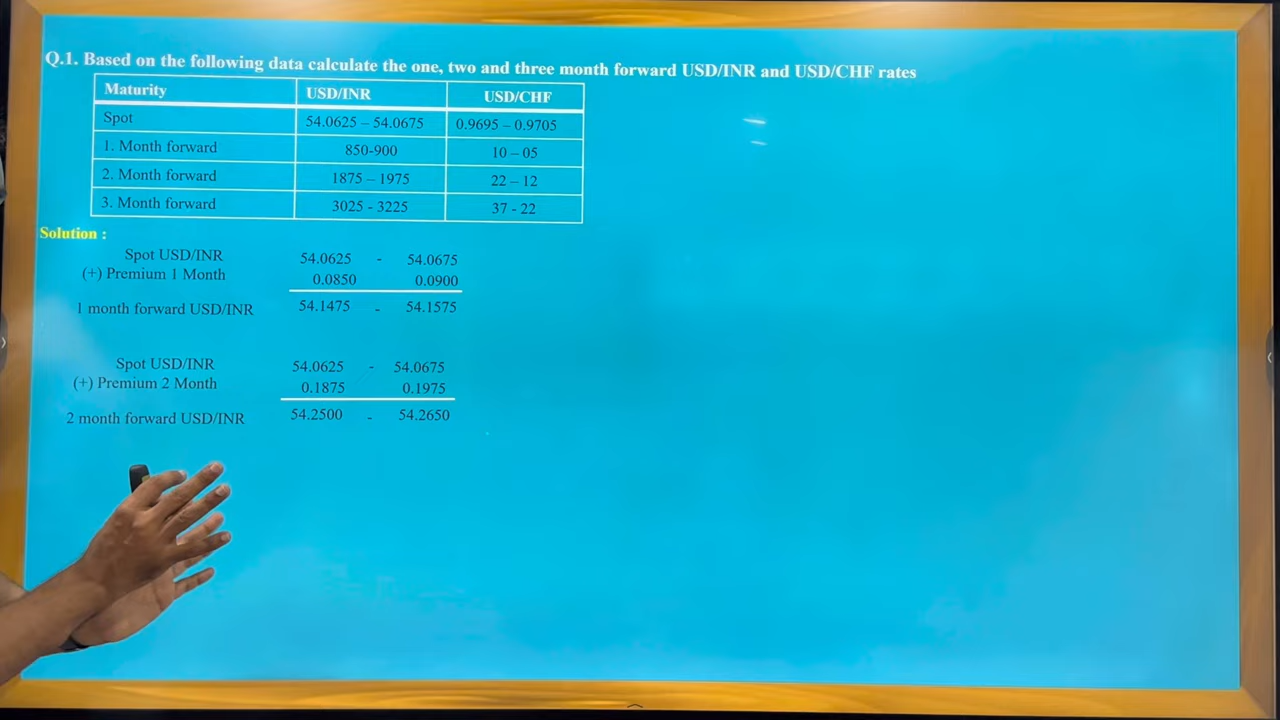 Q.1. Based on the following data calculate the one, two and three month forward USD/INR and USD/CHF rates
Maturity USD/INR USD/CHF
Spot 54.0625 – 54.0675 0.9695 – 0.9705
1. Month forward 850-900 10 – 05
2. Month forward 1875 – 1975 22 – 12
3. Month forward 3025 - 3225 37 - 22
Solution :
Spot USD/INR 54.0625 - 54.0675
(+) Premium 1 Month 0.0850 0.0900
1 month forward USD/INR 54.1475 - 54.1575
Spot USD/INR 54.0625 - 54.0675
(+) Premium 2 Month 0.1875 0.1975
2 month forward USD/INR 54.2500 - 54.2650